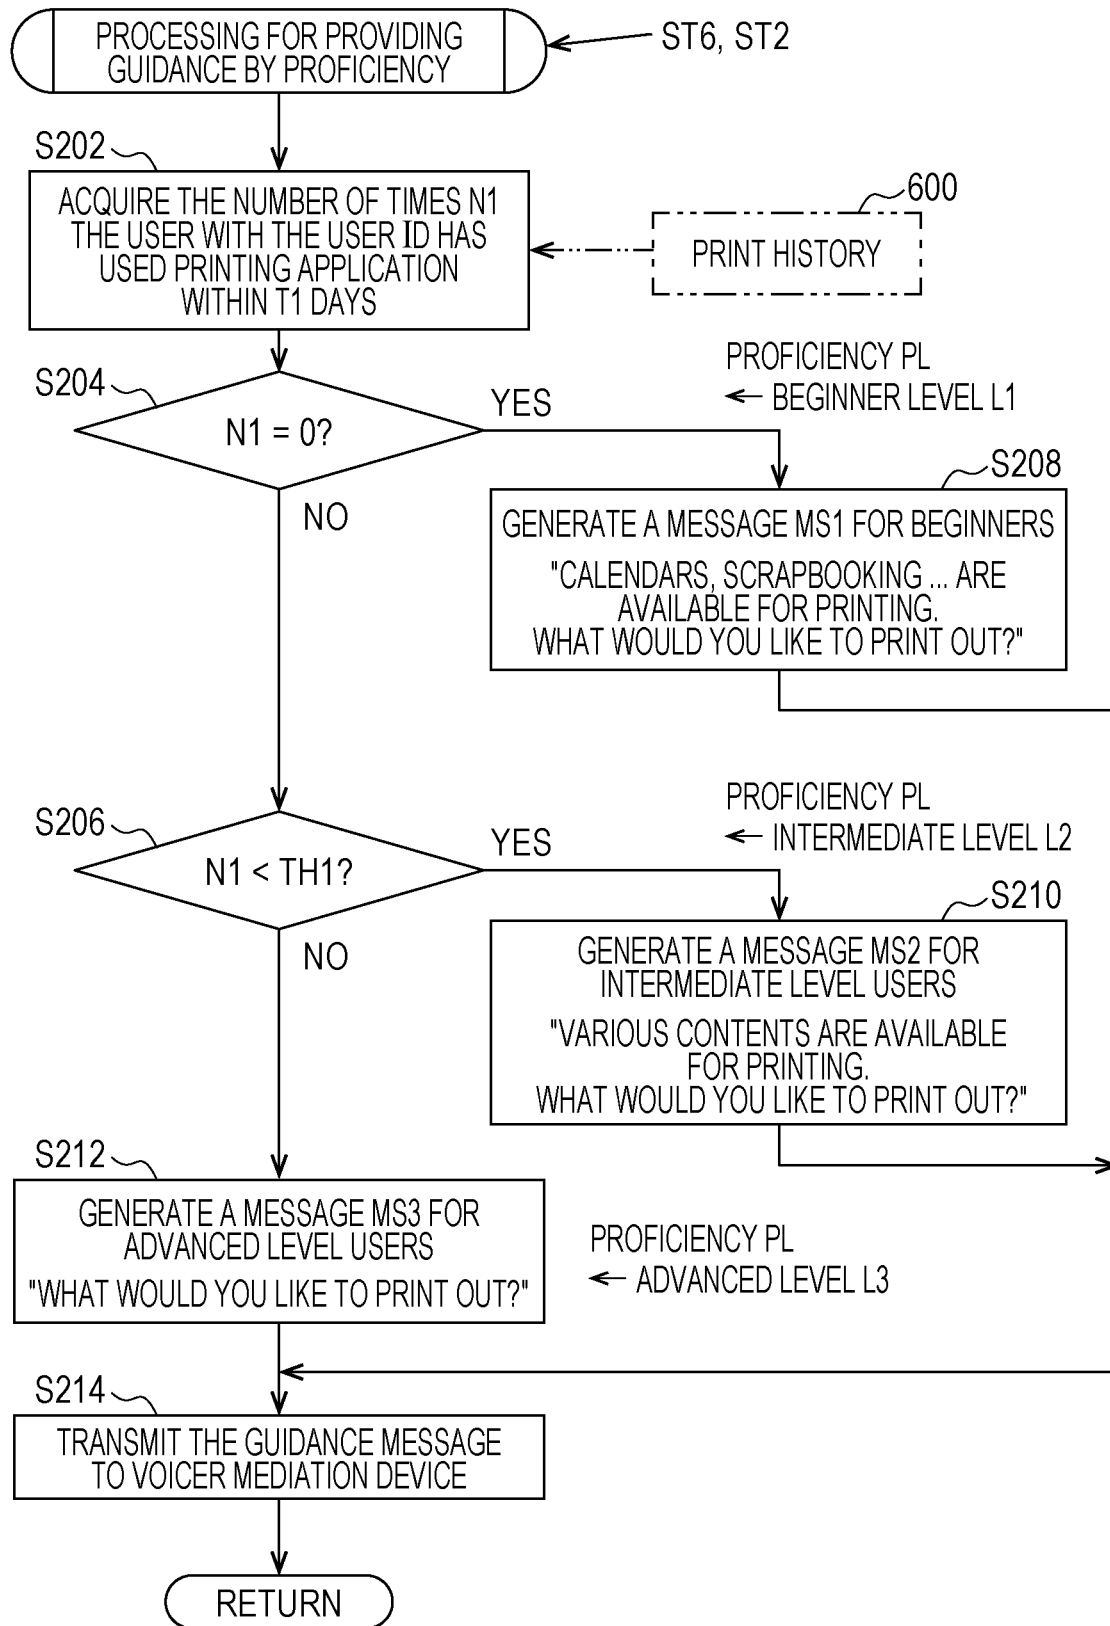 PROCESSING FOR PROVIDING
GUIDANCE BY PROFICIENCY
ST6, ST2
S202
ACQUIRE THE NUMBER OF TIMES N1
THE USER WITH THE USER ID HAS
USED PRINTING APPLICATION
WITHIN T1 DAYS
600
PRINT HISTORY
S204
N1 = 0?
YES
NO
PROFICIENCY PL
← BEGINNER LEVEL L1
S208
GENERATE A MESSAGE MS1 FOR BEGINNERS
"CALENDARS, SCRAPBOOKING ... ARE
AVAILABLE FOR PRINTING.
WHAT WOULD YOU LIKE TO PRINT OUT?"
S206
N1 < TH1?
YES
NO
PROFICIENCY PL
← INTERMEDIATE LEVEL L2
S210
GENERATE A MESSAGE MS2 FOR
INTERMEDIATE LEVEL USERS
"VARIOUS CONTENTS ARE AVAILABLE
FOR PRINTING.
WHAT WOULD YOU LIKE TO PRINT OUT?"
S212
GENERATE A MESSAGE MS3 FOR
ADVANCED LEVEL USERS
"WHAT WOULD YOU LIKE TO PRINT OUT?"
PROFICIENCY PL
← ADVANCED LEVEL L3
S214
TRANSMIT THE GUIDANCE MESSAGE
TO VOICER MEDIATION DEVICE
RETURN